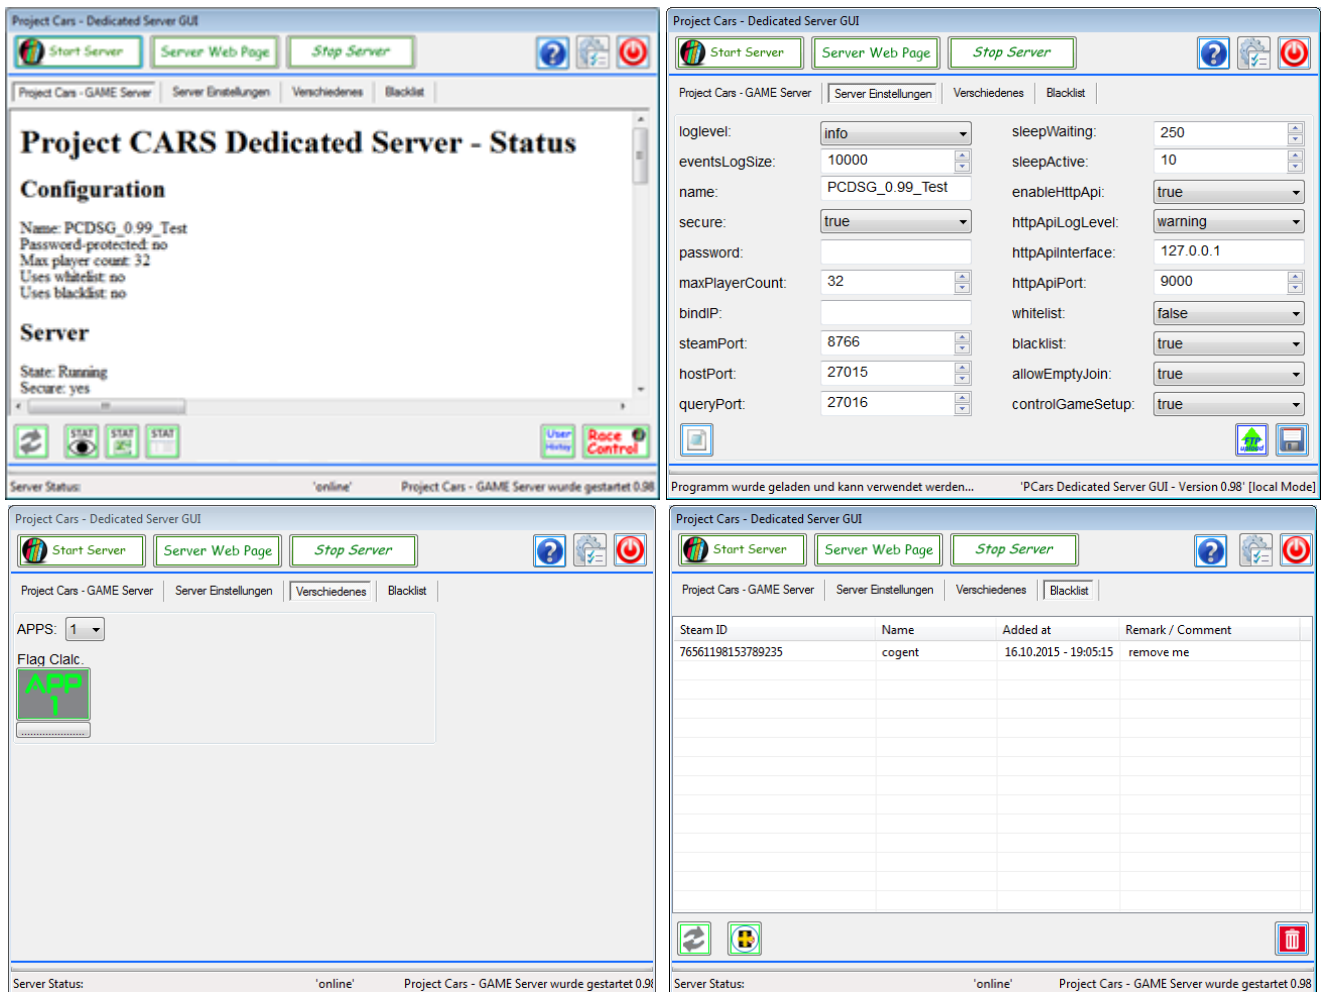 Project Cars - Dedicated Server GUI
Start Server Server Web Page Stop Server
Project Cars - GAME Server Server Einstellungen Verschiedenes Blacklist
Project CARS Dedicated Server - Status
Configuration
Name: PCDSG_0.99_Test
Password-protected: no
Max player count: 32
Uses whitelist: no
Uses blacklist: no
Server
State: Running
Secure: yes
STAT STAT STAT
User History Race Control
Server Status: 'online' Project Cars - GAME Server wurde gestartet 0.98
Project Cars - Dedicated Server GUI
Start Server Server Web Page Stop Server
Project Cars - GAME Server Server Einstellungen Verschiedenes Blacklist
loglevel: info sleepWaiting: 250
eventsLogSize: 10000 sleepActive: 10
name: PCDSG_0.99_Test enableHttpApi: true
secure: true httpApiLogLevel: warning
password: httpApiInterface: 127.0.0.1
maxPlayerCount: 32 httpApiPort: 9000
bindIP: whitelist: false
steamPort: 8766 blacklist: true
hostPort: 27015 allowEmptyJoin: true
queryPort: 27016 controlGameSetup: true
FTP upload
Programm wurde geladen und kann verwendet werden... 'PCars Dedicated Server GUI - Version 0.98' [local Mode]
Project Cars - Dedicated Server GUI
Start Server Server Web Page Stop Server
Project Cars - GAME Server Server Einstellungen Verschiedenes Blacklist
APPS: 1
Flag Clalc.
APP
1
.....................
Server Status: 'online' Project Cars - GAME Server wurde gestartet 0.98
Project Cars - Dedicated Server GUI
Start Server Server Web Page Stop Server
Project Cars - GAME Server Server Einstellungen Verschiedenes Blacklist
Steam ID Name Added at Remark / Comment
76561198153789235 cogent 16.10.2015 - 19:05:15 remove me
Server Status: 'online' Project Cars - GAME Server wurde gestartet 0.98